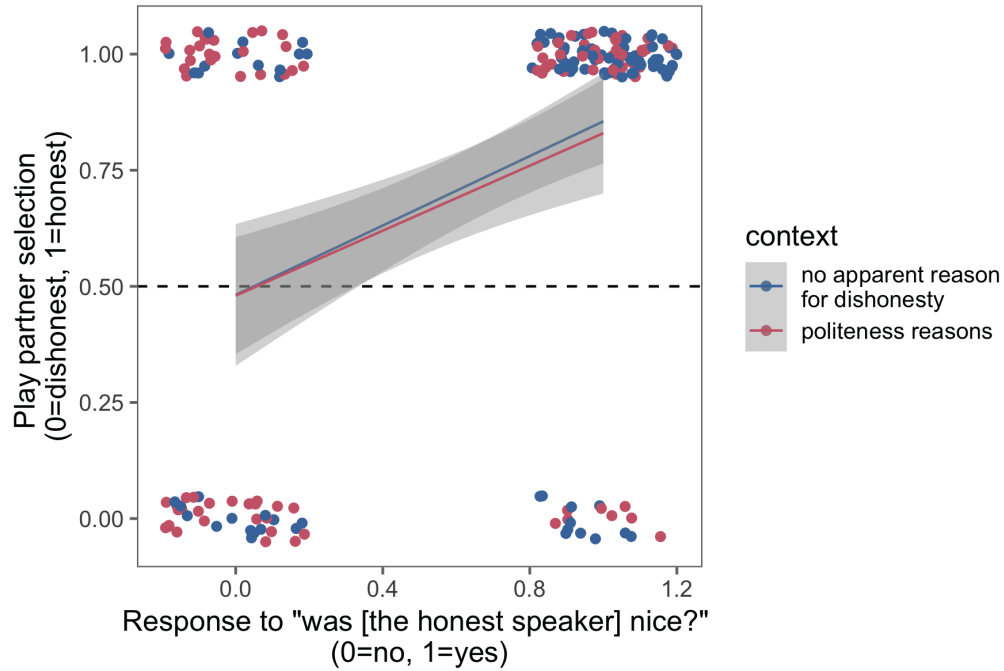 Play partner selection
(0=dishonest, 1=honest)
1.00
0.75
0.50
0.25
0.00
0.0
0.4
0.8
1.2
Response to "was [the honest speaker] nice?"
(0=no, 1=yes)
context
no apparent reason
for dishonesty
politeness reasons